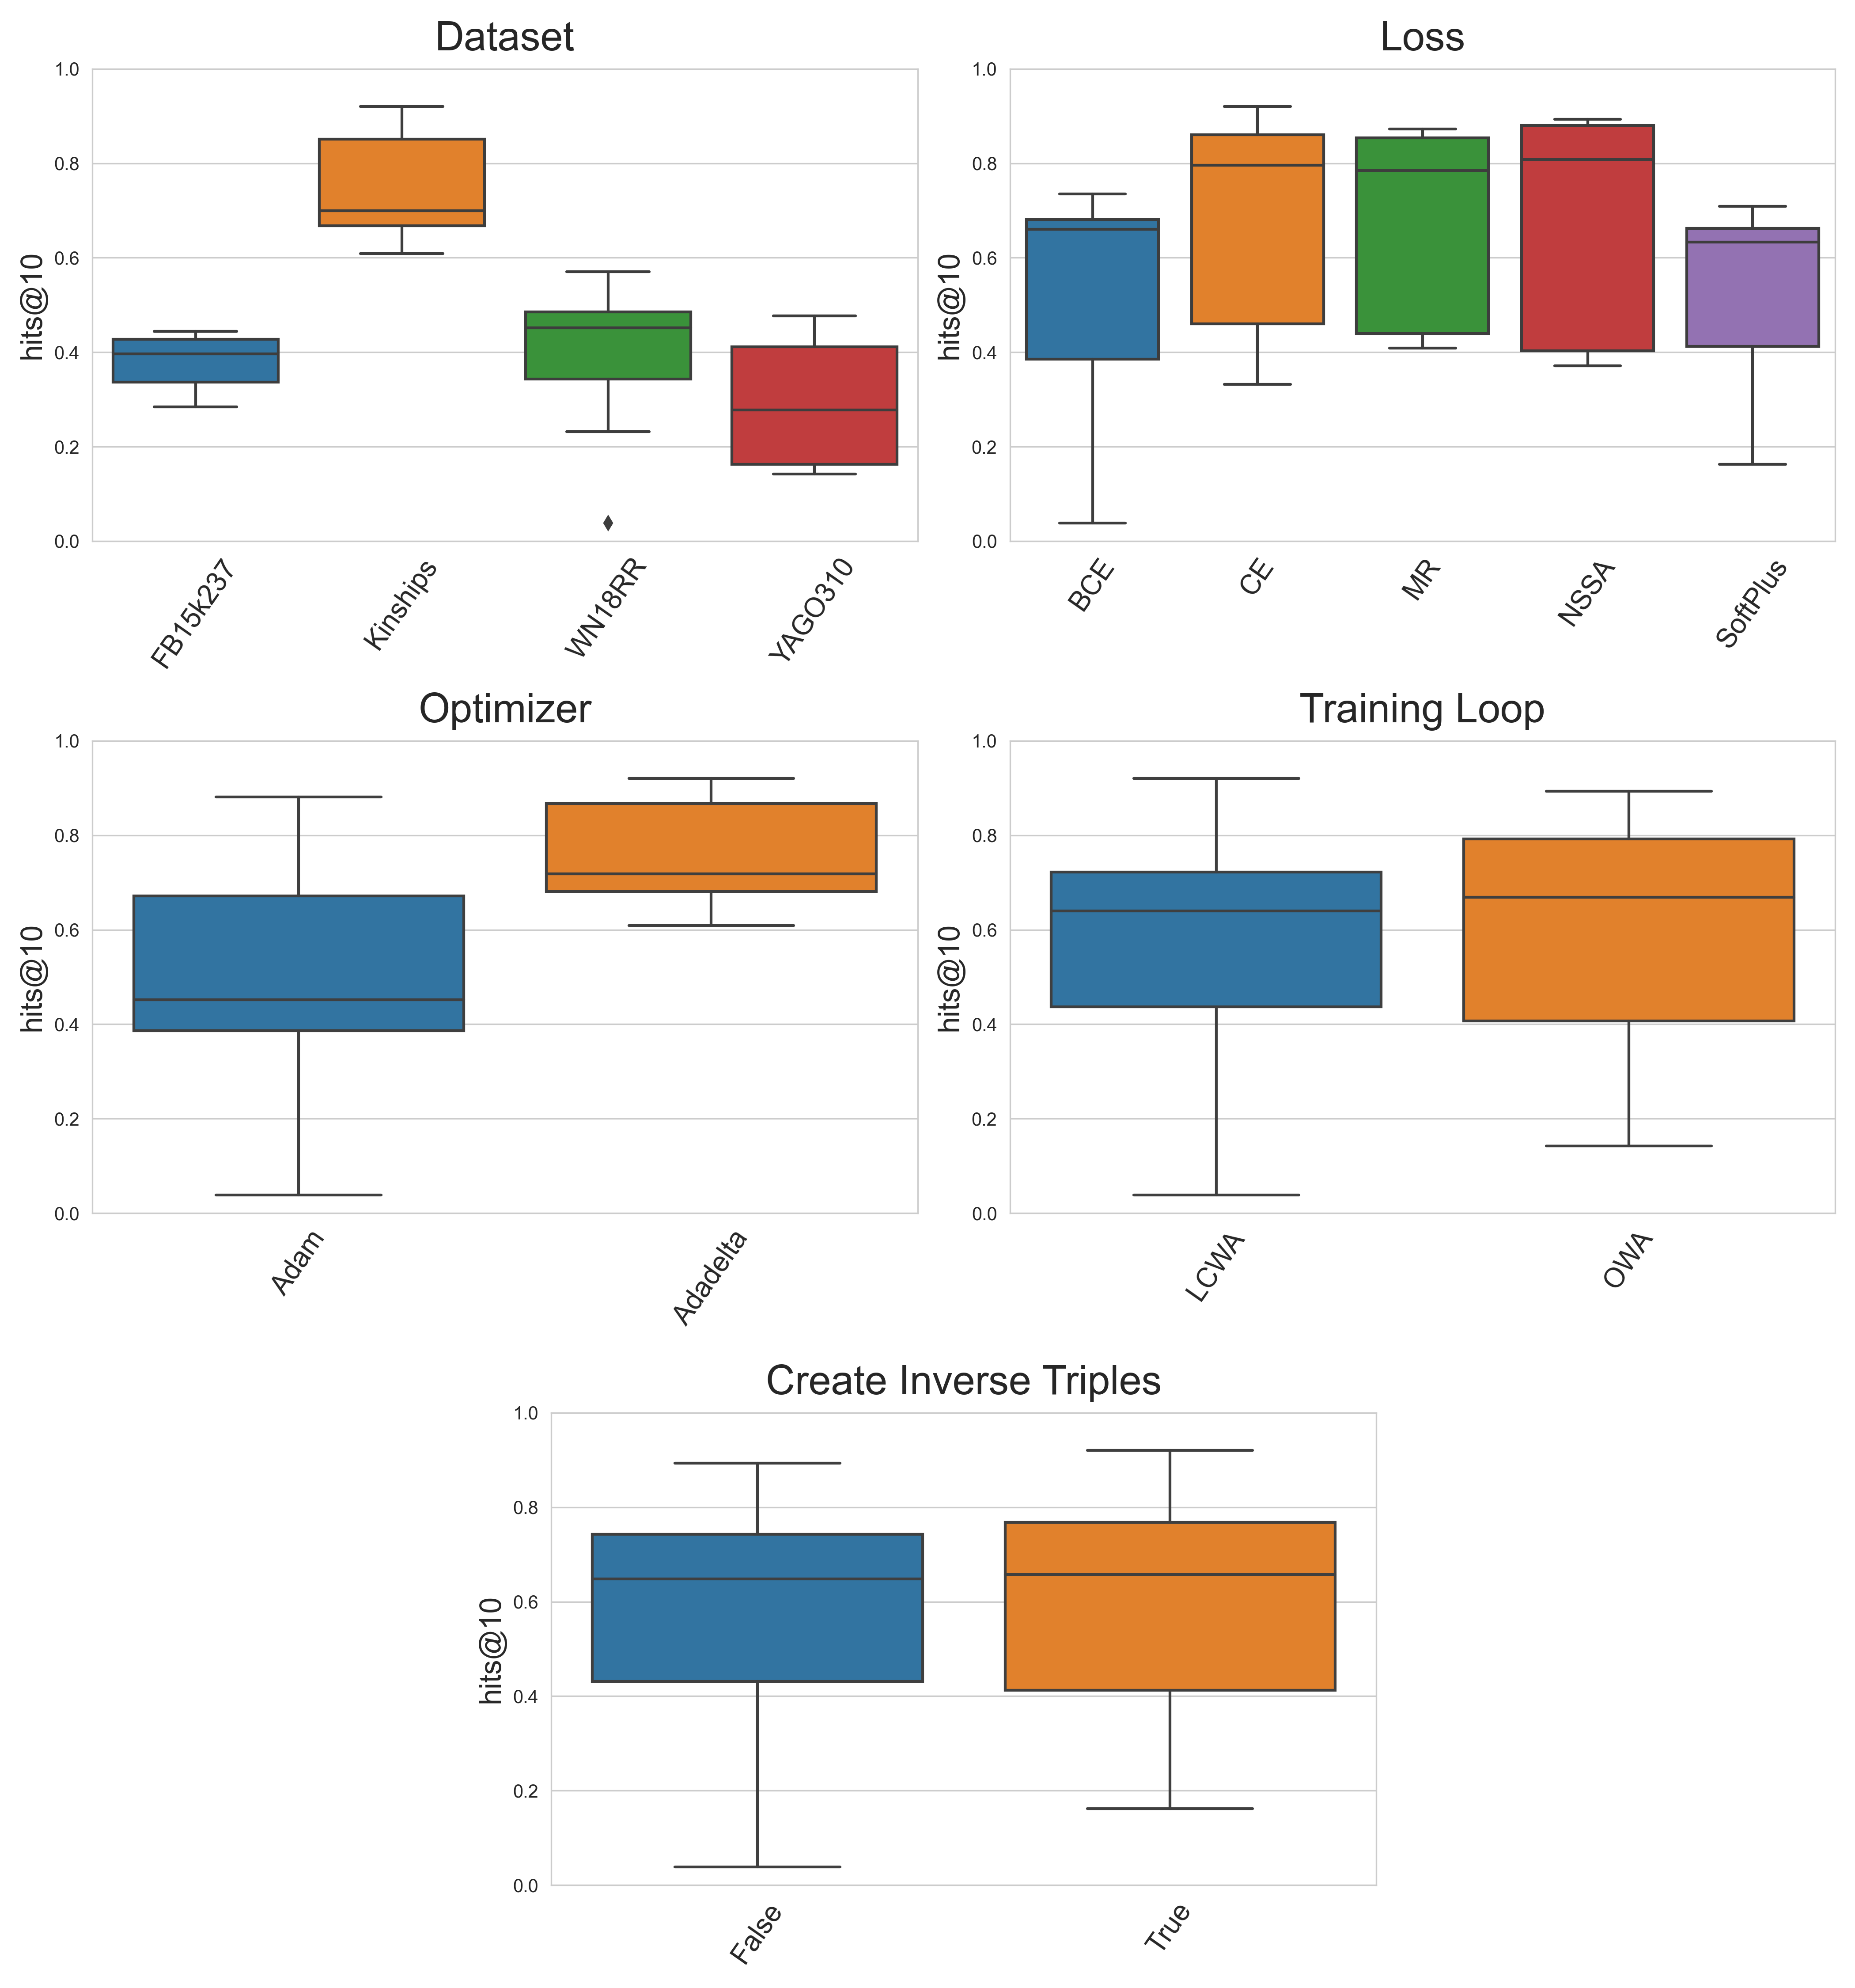 Dataset
hits@10
1.0
0.8
0.6
0.4
0.2
0.0
FB15k237
Kinships
WN18RR
YAGO310
Loss
hits@10
1.0
0.8
0.6
0.4
0.2
0.0
BCE
CE
MR
NSSA
SoftPlus
Optimizer
hits@10
1.0
0.8
0.6
0.4
0.2
0.0
Adam
Adadelta
Training Loop
hits@10
1.0
0.8
0.6
0.4
0.2
0.0
LCWA
OWA
Create Inverse Triples
hits@10
1.0
0.8
0.6
0.4
0.2
0.0
False
True